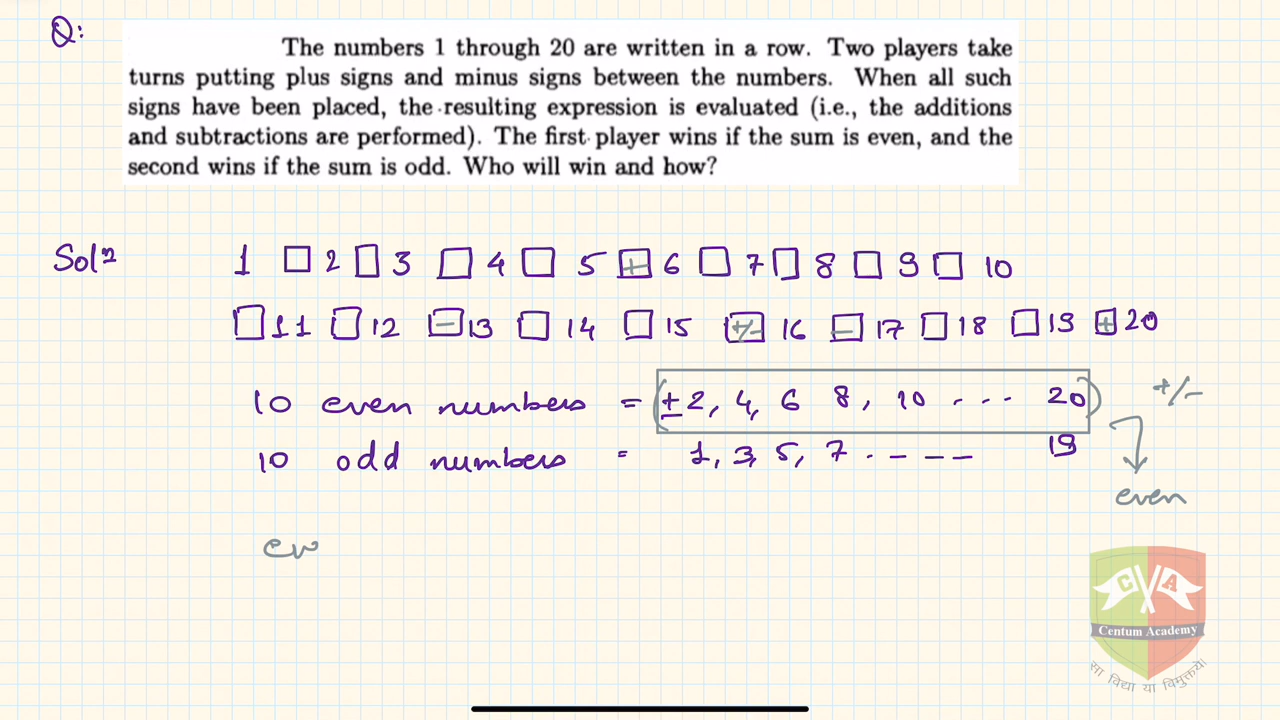 Q:
The numbers 1 through 20 are written in a row. Two players take
turns putting plus signs and minus signs between the numbers. When all such
signs have been placed, the resulting expression is evaluated (i.e., the additions
and subtractions are performed). The first player wins if the sum is even, and the
second wins if the sum is odd. Who will win and how?
Solⁿ 1 □ 2 □ 3 □ 4 □ 5 + 6 □ 7 □ 8 □ 9 □ 10
□ 11 □ 12 − 13 □ 14 □ 15 +/- 16 − 17 □ 18 □ 19 + 20
10 even numbers = (± 2, 4, 6 8, 10 ... 20) +/-
10 odd numbers = 1, 3, 5, 7 . - - - 19
even
ev
C A
Centum Academy
सा विद्या या विमुक्तये।